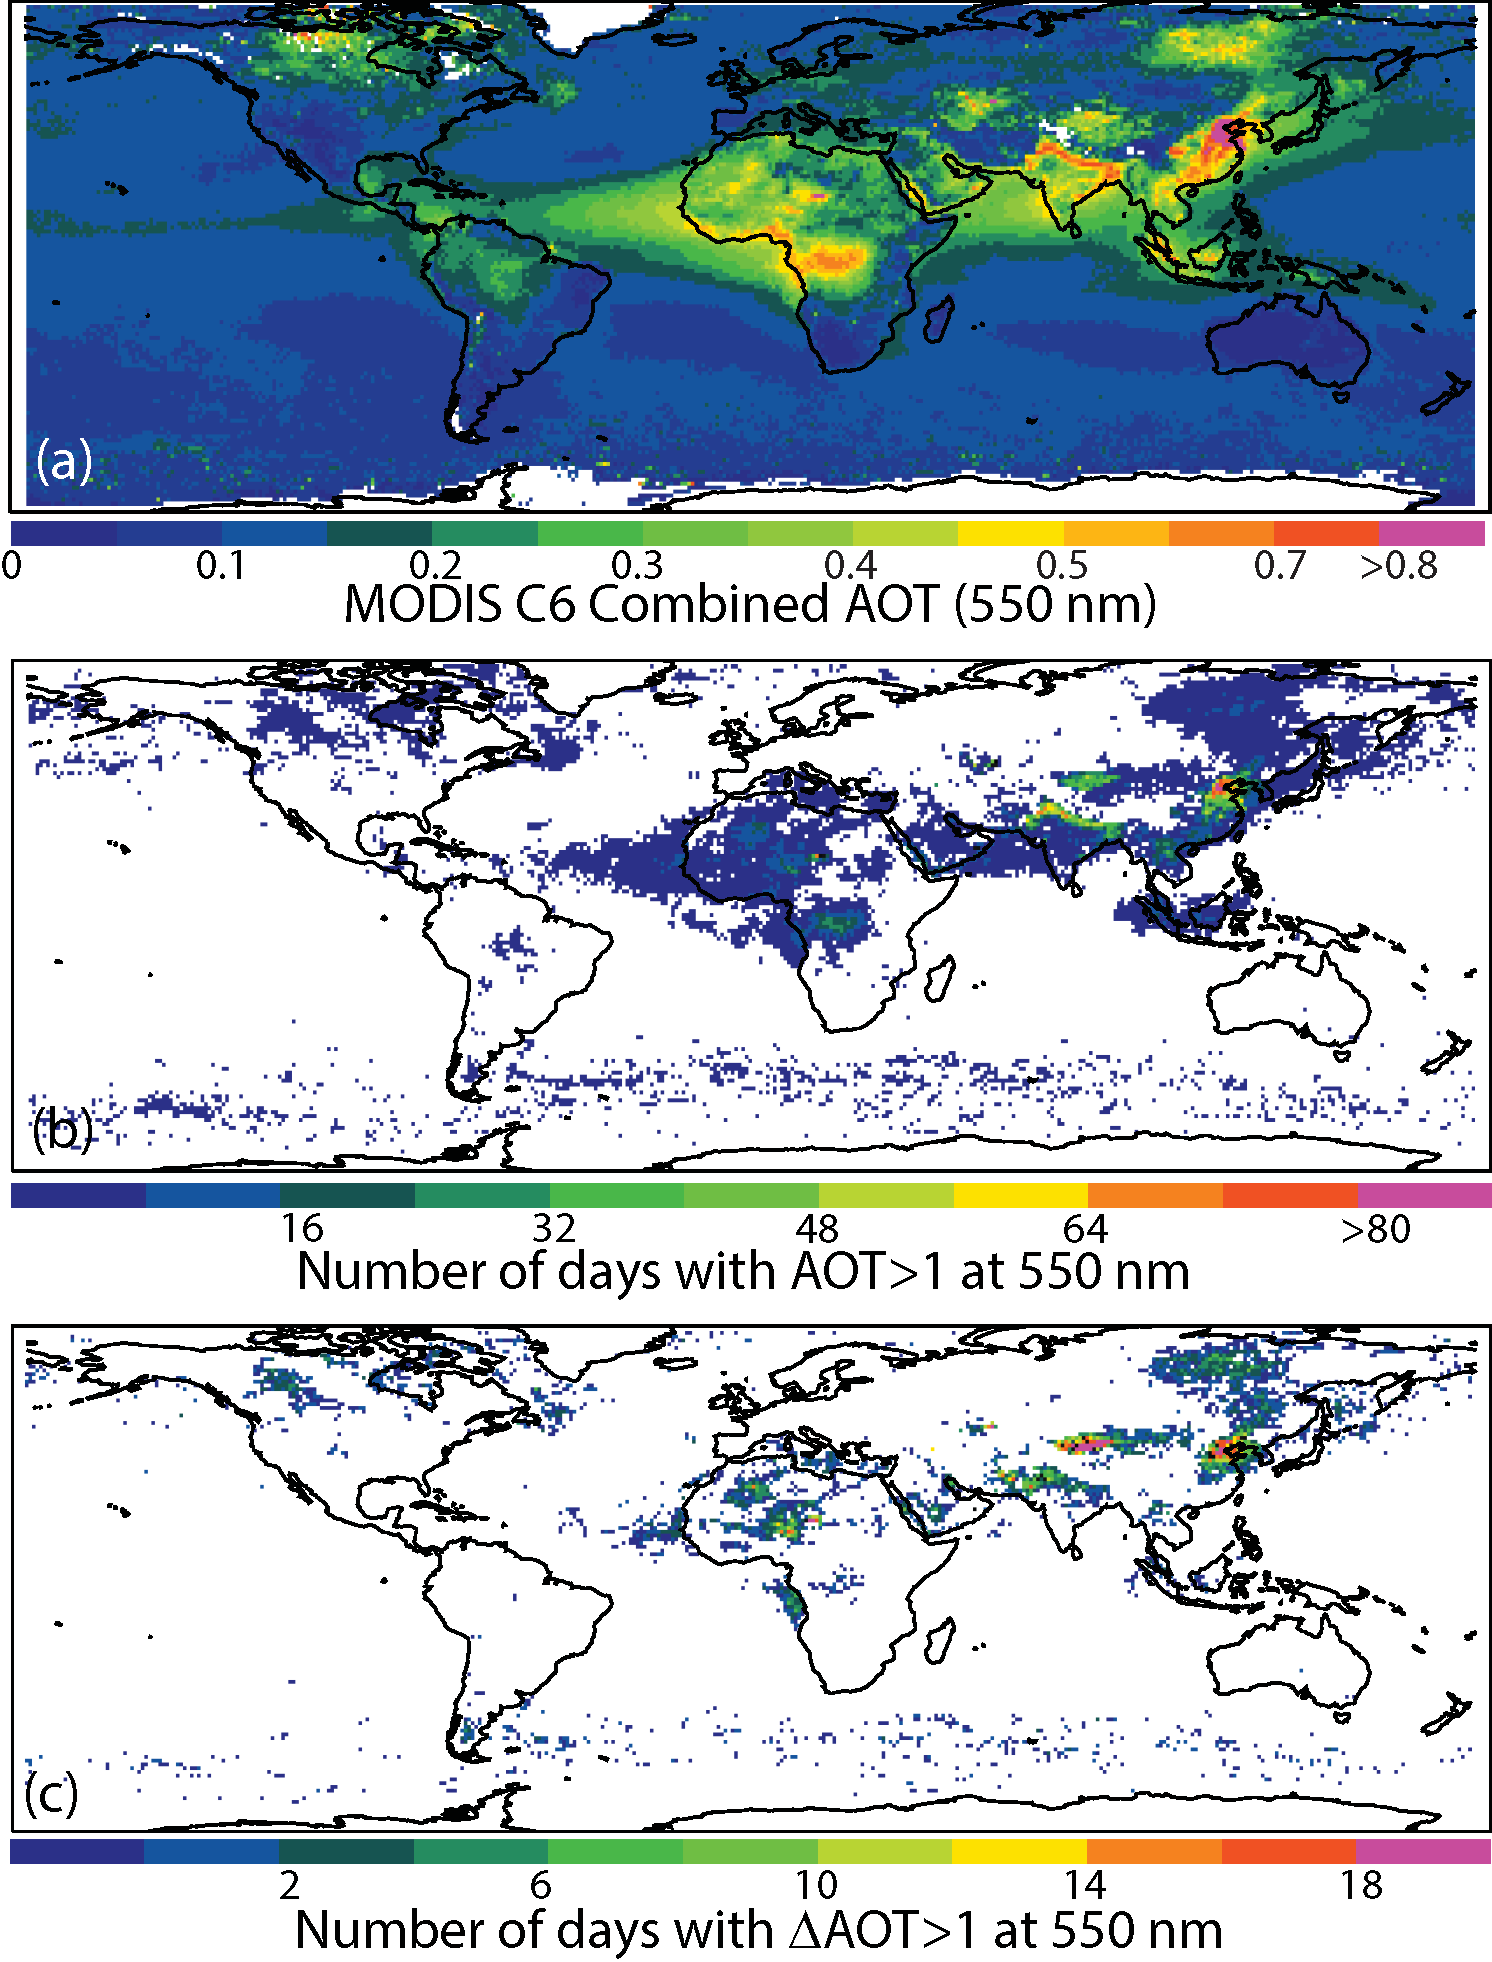 (a)
0 0.1 0.2 0.3 0.4 0.5 0.7 >0.8
MODIS C6 Combined AOT (550 nm)
(b)
16 32 48 64 >80
Number of days with AOT>1 at 550 nm
(c)
2 6 10 14 18
Number of days with ΔAOT>1 at 550 nm